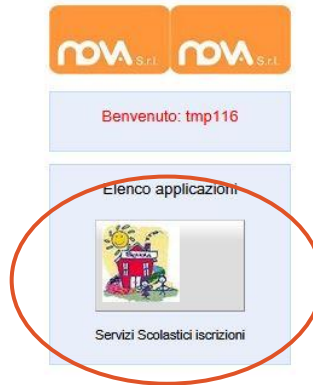 NOVA S.r.l. NOVA S.r.l.
Benvenuto: tmp116
Elenco applicazioni
Servizi Scolastici iscrizioni